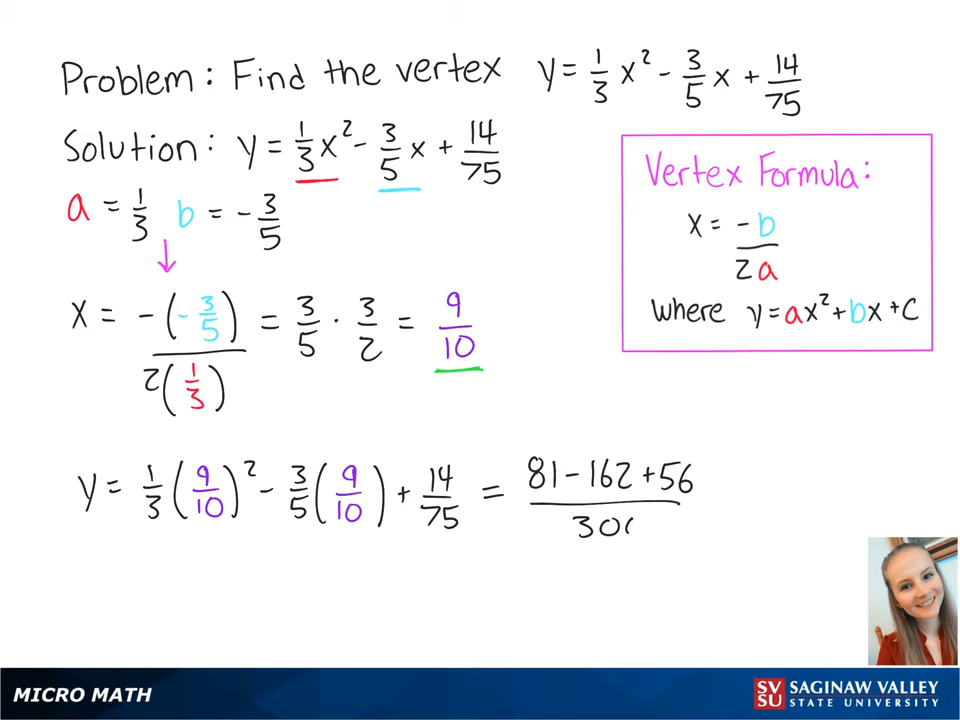 Problem: Find the vertex y = 1/3 x² - 3/5 x + 14/75
Solution: y = 1/3 x² - 3/5 x + 14/75
a = 1/3 b = - 3/5
↓
x = -(-3/5) / 2(1/3) = 3/5 · 3/2 = 9/10
y = 1/3 (9/10)² - 3/5 (9/10) + 14/75 = 81 - 162 + 56 / 300
Vertex Formula:
x = -b / 2a
where y = ax² + bx + c
MICRO MATH
SVSU SAGINAW VALLEY
STATE UNIVERSITY